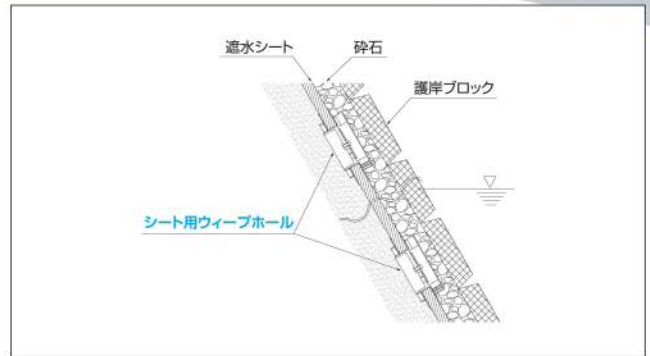 遮水シート
砕石
護岸ブロック
シート用ウィープホール